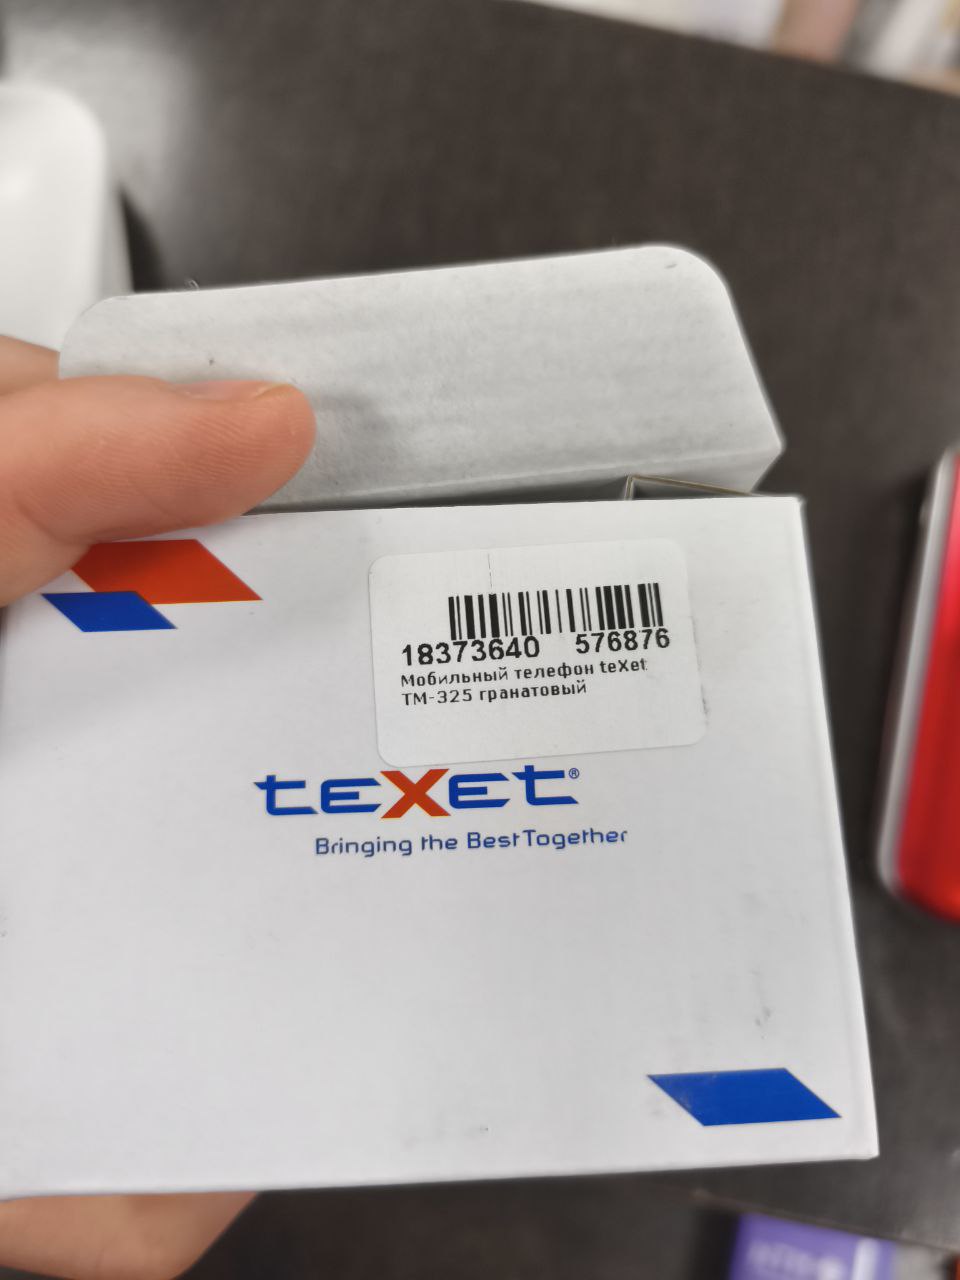 18373640 576876
Мобильный телефон teXet
TM-325 гранатовый
teXet®
Bringing the Best Together